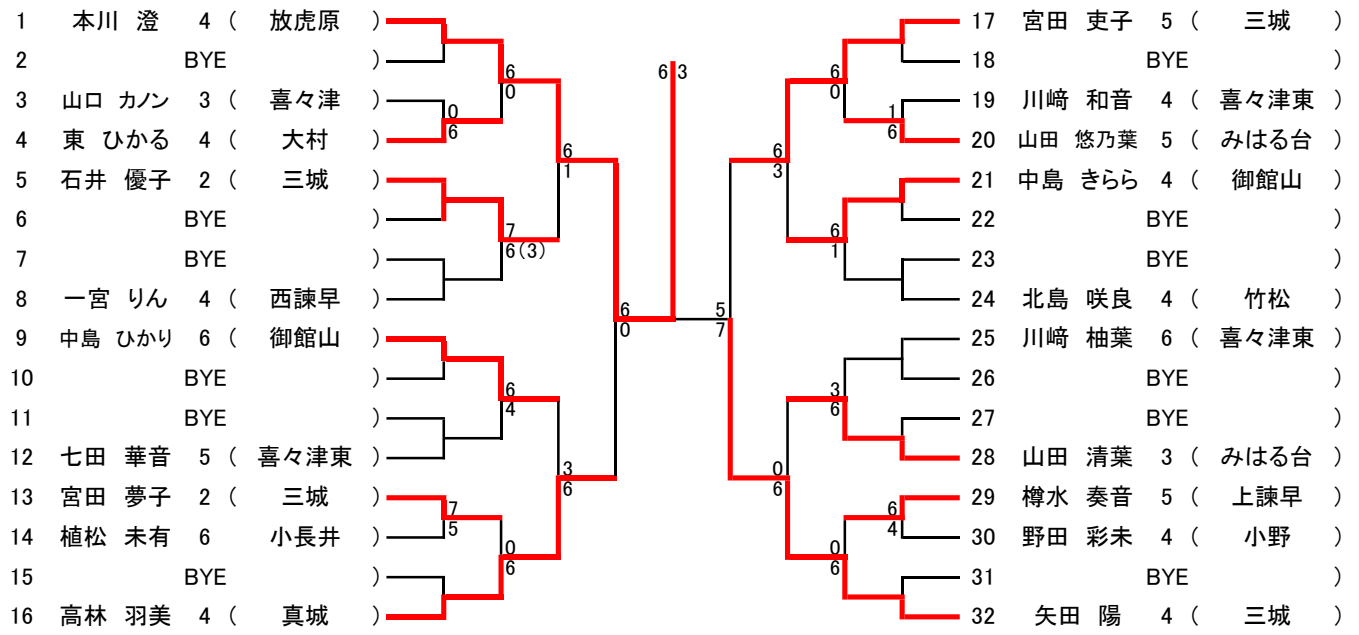 1 本川 澄 4 ( 放虎原 )
2 BYE )
3 山口 カノン 3 ( 喜々津 )
4 東 ひかる 4 ( 大村 )
5 石井 優子 2 ( 三城 )
6 BYE )
7 BYE )
8 一宮 りん 4 ( 西諫早 )
9 中島 ひかり 6 ( 御館山 )
10 BYE )
11 BYE )
12 七田 華音 5 ( 喜々津東 )
13 宮田 夢子 2 ( 三城 )
14 植松 未有 6 小長井 )
15 BYE )
16 高林 羽美 4 ( 真城 )
6
0
0
6
6
1
7
6(3)
6
0
6
4
3
6
7
5
0
6
6 3
5
7
6
0
1
6
6
3
6
1
3
6
0
6
6
4
0
6
17 宮田 吏子 5 ( 三城 )
18 BYE )
19 川﨑 和音 4 ( 喜々津東 )
20 山田 悠乃葉 5 ( みはる台 )
21 中島 きらら 4 ( 御館山 )
22 BYE )
23 BYE )
24 北島 咲良 4 ( 竹松 )
25 川﨑 柚葉 6 ( 喜々津東 )
26 BYE )
27 BYE )
28 山田 清葉 3 ( みはる台 )
29 樽水 奏音 5 ( 上諫早 )
30 野田 彩未 4 ( 小野 )
31 BYE )
32 矢田 陽 4 ( 三城 )